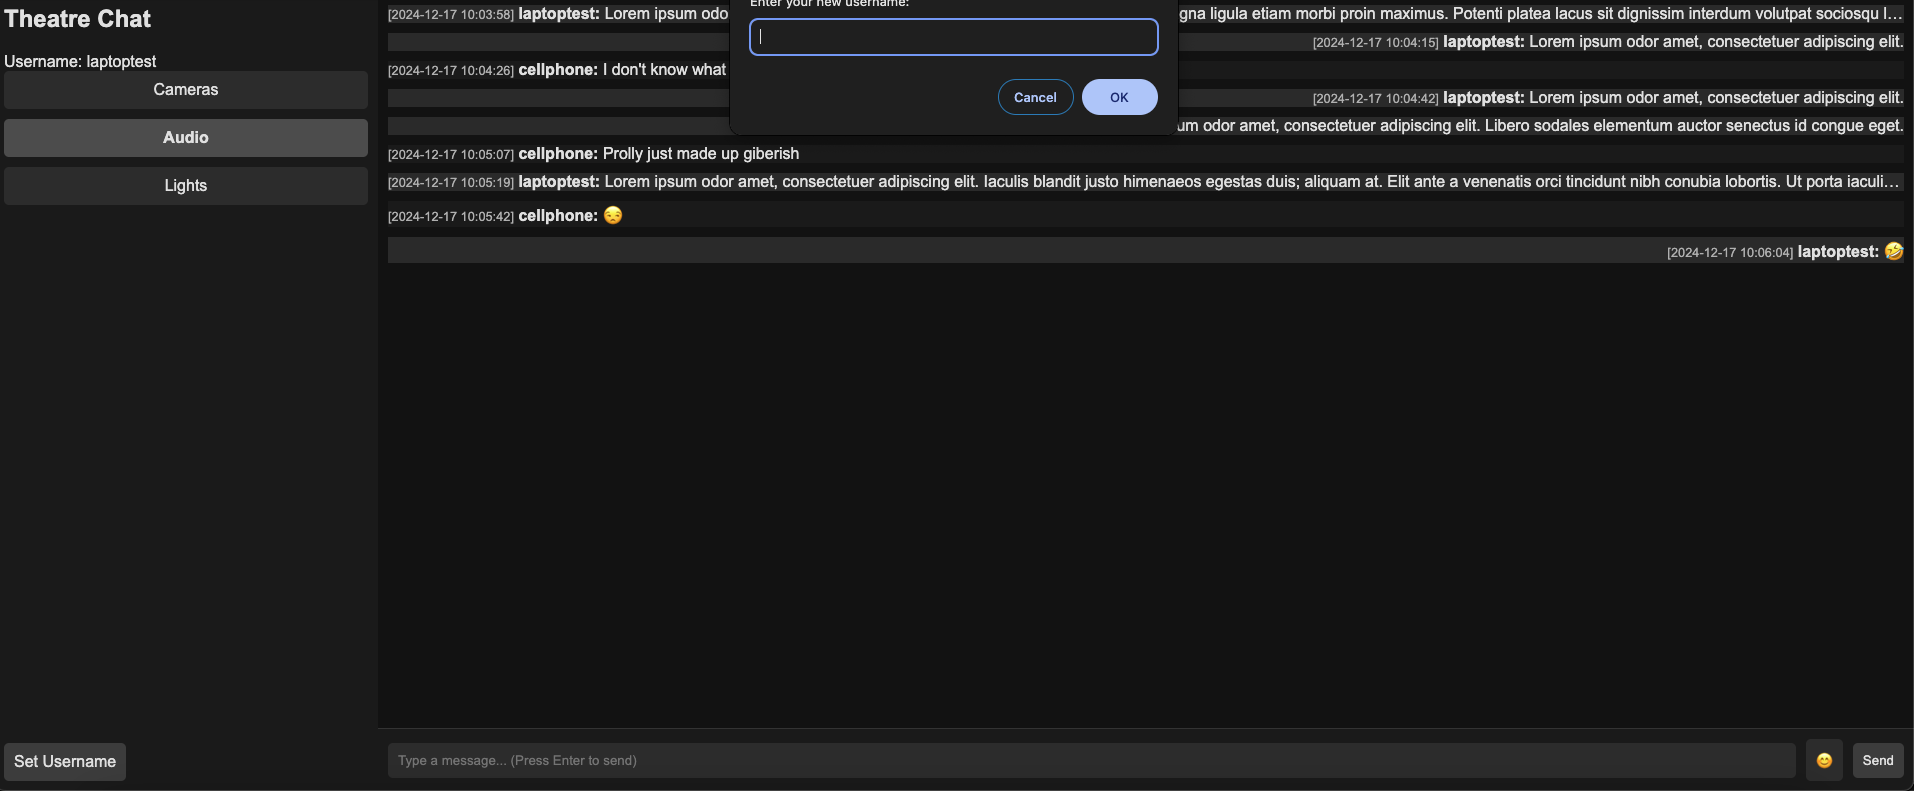 Theatre Chat
Username: laptoptest
Cameras
Audio
Lights
Set Username
[2024-12-17 10:03:58] laptoptest: Lorem ipsum odo
gna ligula etiam morbi proin maximus. Potenti platea lacus sit dignissim interdum volutpat sociosqu l...
[2024-12-17 10:04:15] laptoptest: Lorem ipsum odor amet, consectetuer adipiscing elit.
[2024-12-17 10:04:26] cellphone: I don't know what
[2024-12-17 10:04:42] laptoptest: Lorem ipsum odor amet, consectetuer adipiscing elit.
um odor amet, consectetuer adipiscing elit. Libero sodales elementum auctor senectus id congue eget.
[2024-12-17 10:05:07] cellphone: Prolly just made up giberish
[2024-12-17 10:05:19] laptoptest: Lorem ipsum odor amet, consectetuer adipiscing elit. Iaculis blandit justo himenaeos egestas duis; aliquam at. Elit ante a venenatis orci tincidunt nibh conubia lobortis. Ut porta iaculi...
[2024-12-17 10:05:42] cellphone: 😒
[2024-12-17 10:06:04] laptoptest: 🤣
Enter your new username:
Cancel
OK
Type a message... (Press Enter to send)
😊
Send